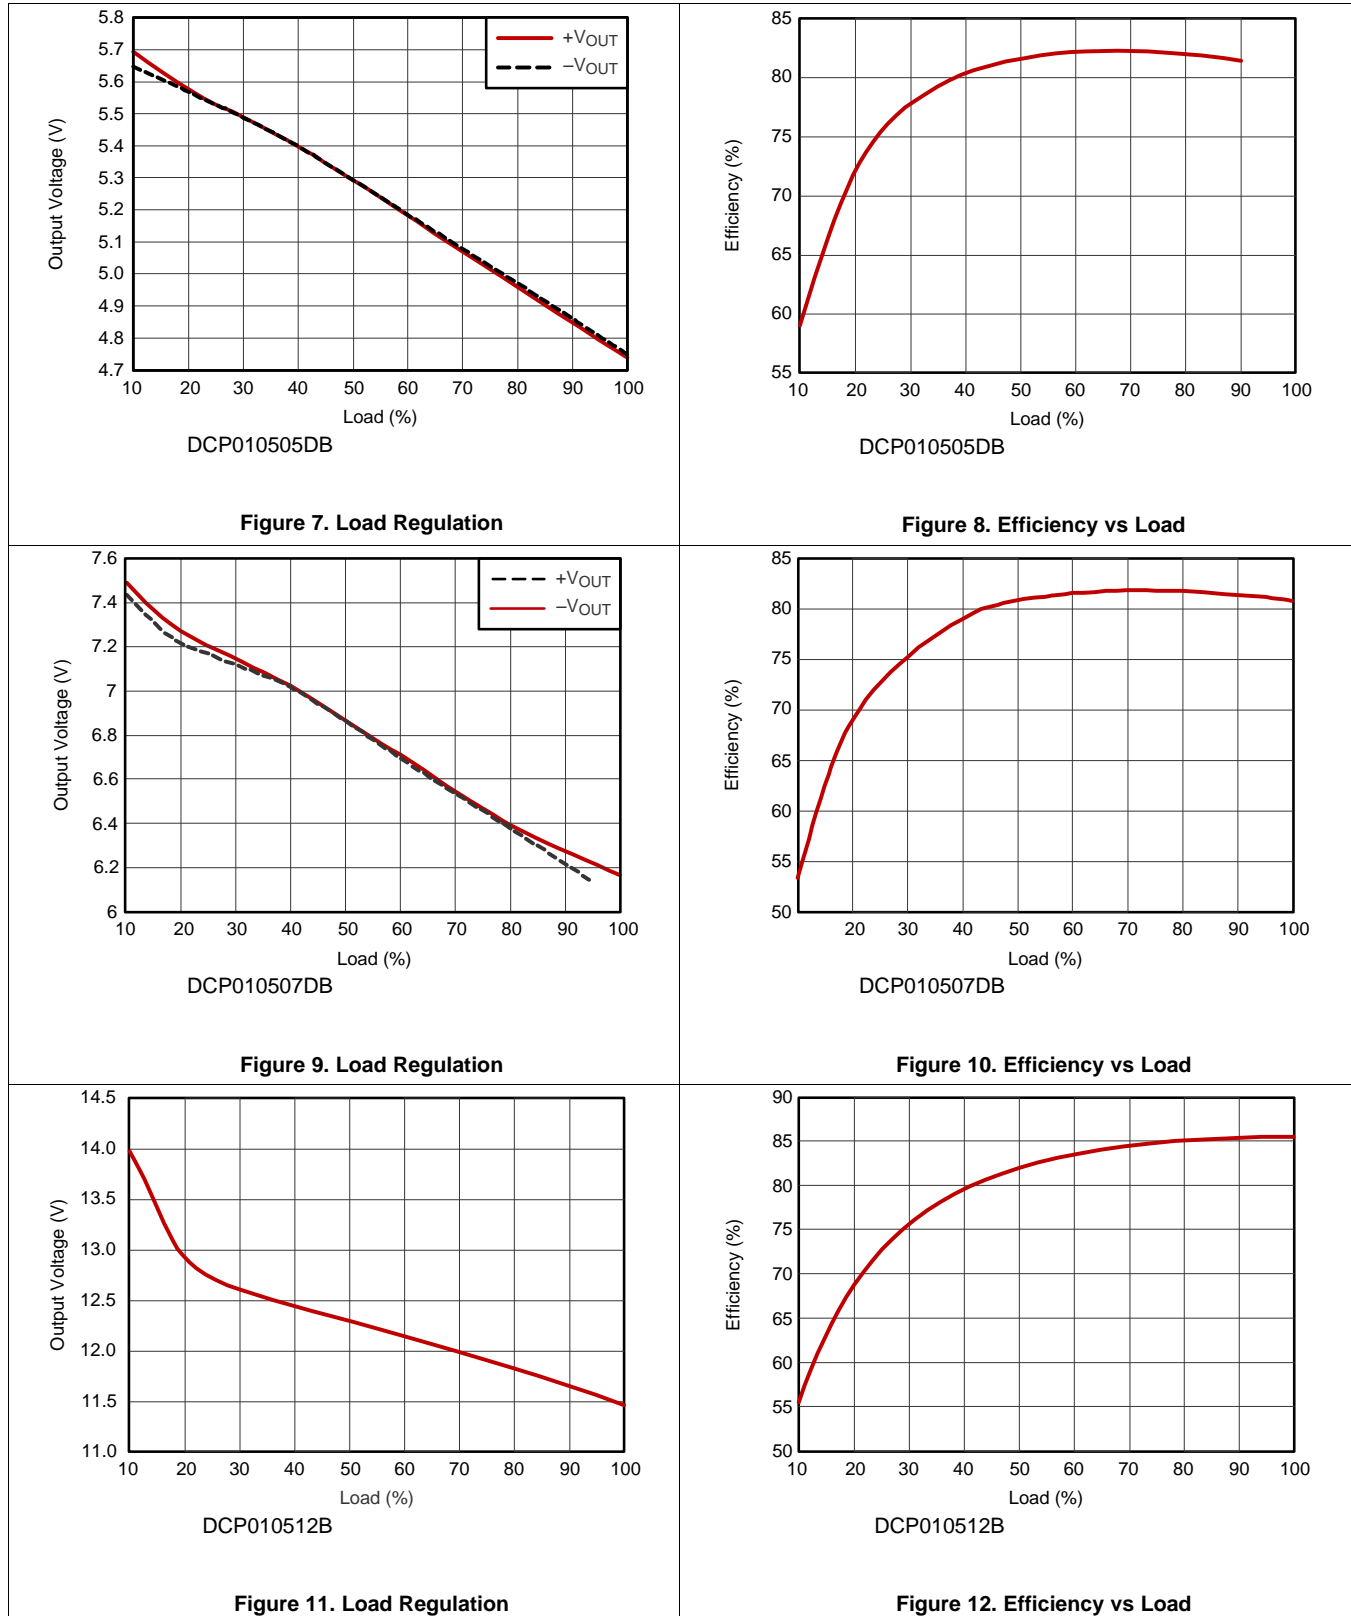 5.8
5.7
5.6
5.5
5.4
5.3
5.2
5.1
5.0
4.9
4.8
4.7
Output Voltage (V)
+VOUT
–VOUT
10 20 30 40 50 60 70 80 90 100
Load (%)
DCP010505DB
Figure 7. Load Regulation
85
80
75
70
65
60
55
Efficiency (%)
10 20 30 40 50 60 70 80 90 100
Load (%)
DCP010505DB
Figure 8. Efficiency vs Load
7.6
7.4
7.2
7
6.8
6.6
6.4
6.2
6
Output Voltage (V)
+VOUT
–VOUT
10 20 30 40 50 60 70 80 90 100
Load (%)
DCP010507DB
Figure 9. Load Regulation
85
80
75
70
65
60
55
50
Efficiency (%)
20 30 40 50 60 70 80 90 100
Load (%)
DCP010507DB
Figure 10. Efficiency vs Load
14.5
14.0
13.5
13.0
12.5
12.0
11.5
11.0
Output Voltage (V)
10 20 30 40 50 60 70 80 90 100
Load (%)
DCP010512B
Figure 11. Load Regulation
90
85
80
75
70
65
60
55
50
Efficiency (%)
10 20 30 40 50 60 70 80 90 100
Load (%)
DCP010512B
Figure 12. Efficiency vs Load